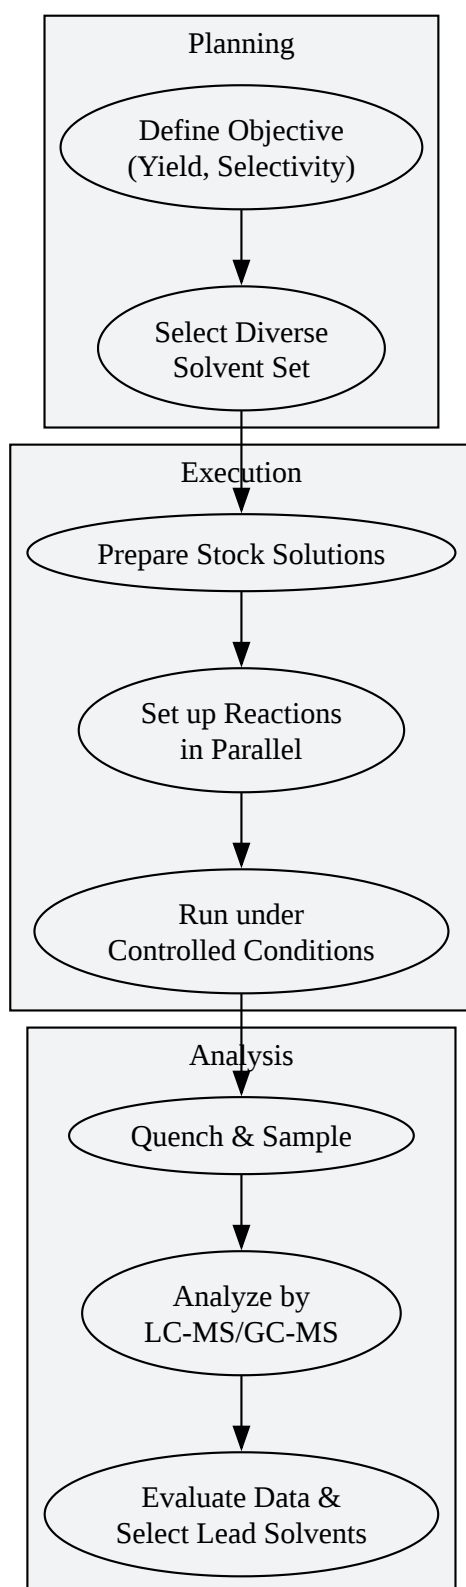 Planning
Define Objective
(Yield, Selectivity)
Select Diverse
Solvent Set
Execution
Prepare Stock Solutions
Set up Reactions
in Parallel
Run under
Controlled Conditions
Analysis
Quench & Sample
Analyze by
LC-MS/GC-MS
Evaluate Data &
Select Lead Solvents